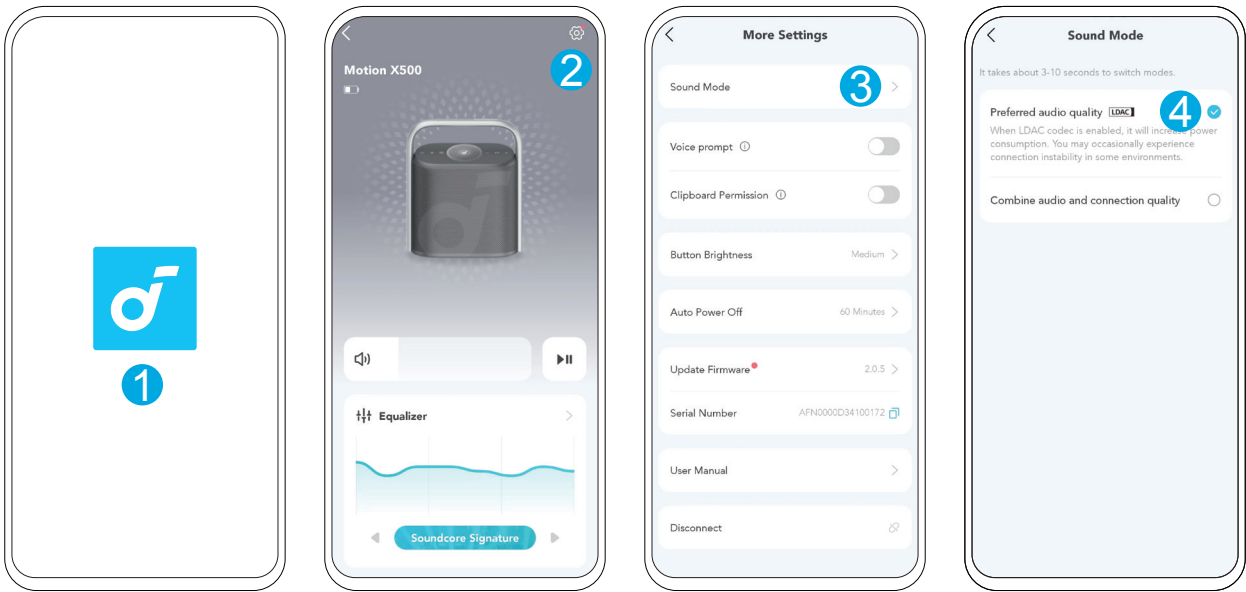 1
2
Motion X500
Equalizer
Soundcore Signature
More Settings
Sound Mode
3
Voice prompt
Clipboard Permission
Button Brightness Medium
Auto Power Off 60 Minutes
Update Firmware 2.0.5
Serial Number AFN0000D34100172
User Manual
Disconnect
Sound Mode
It takes about 3-10 seconds to switch modes.
Preferred audio quality LDAC
4
When LDAC codec is enabled, it will increase power
consumption. You may occasionally experience
connection instability in some environments.
Combine audio and connection quality